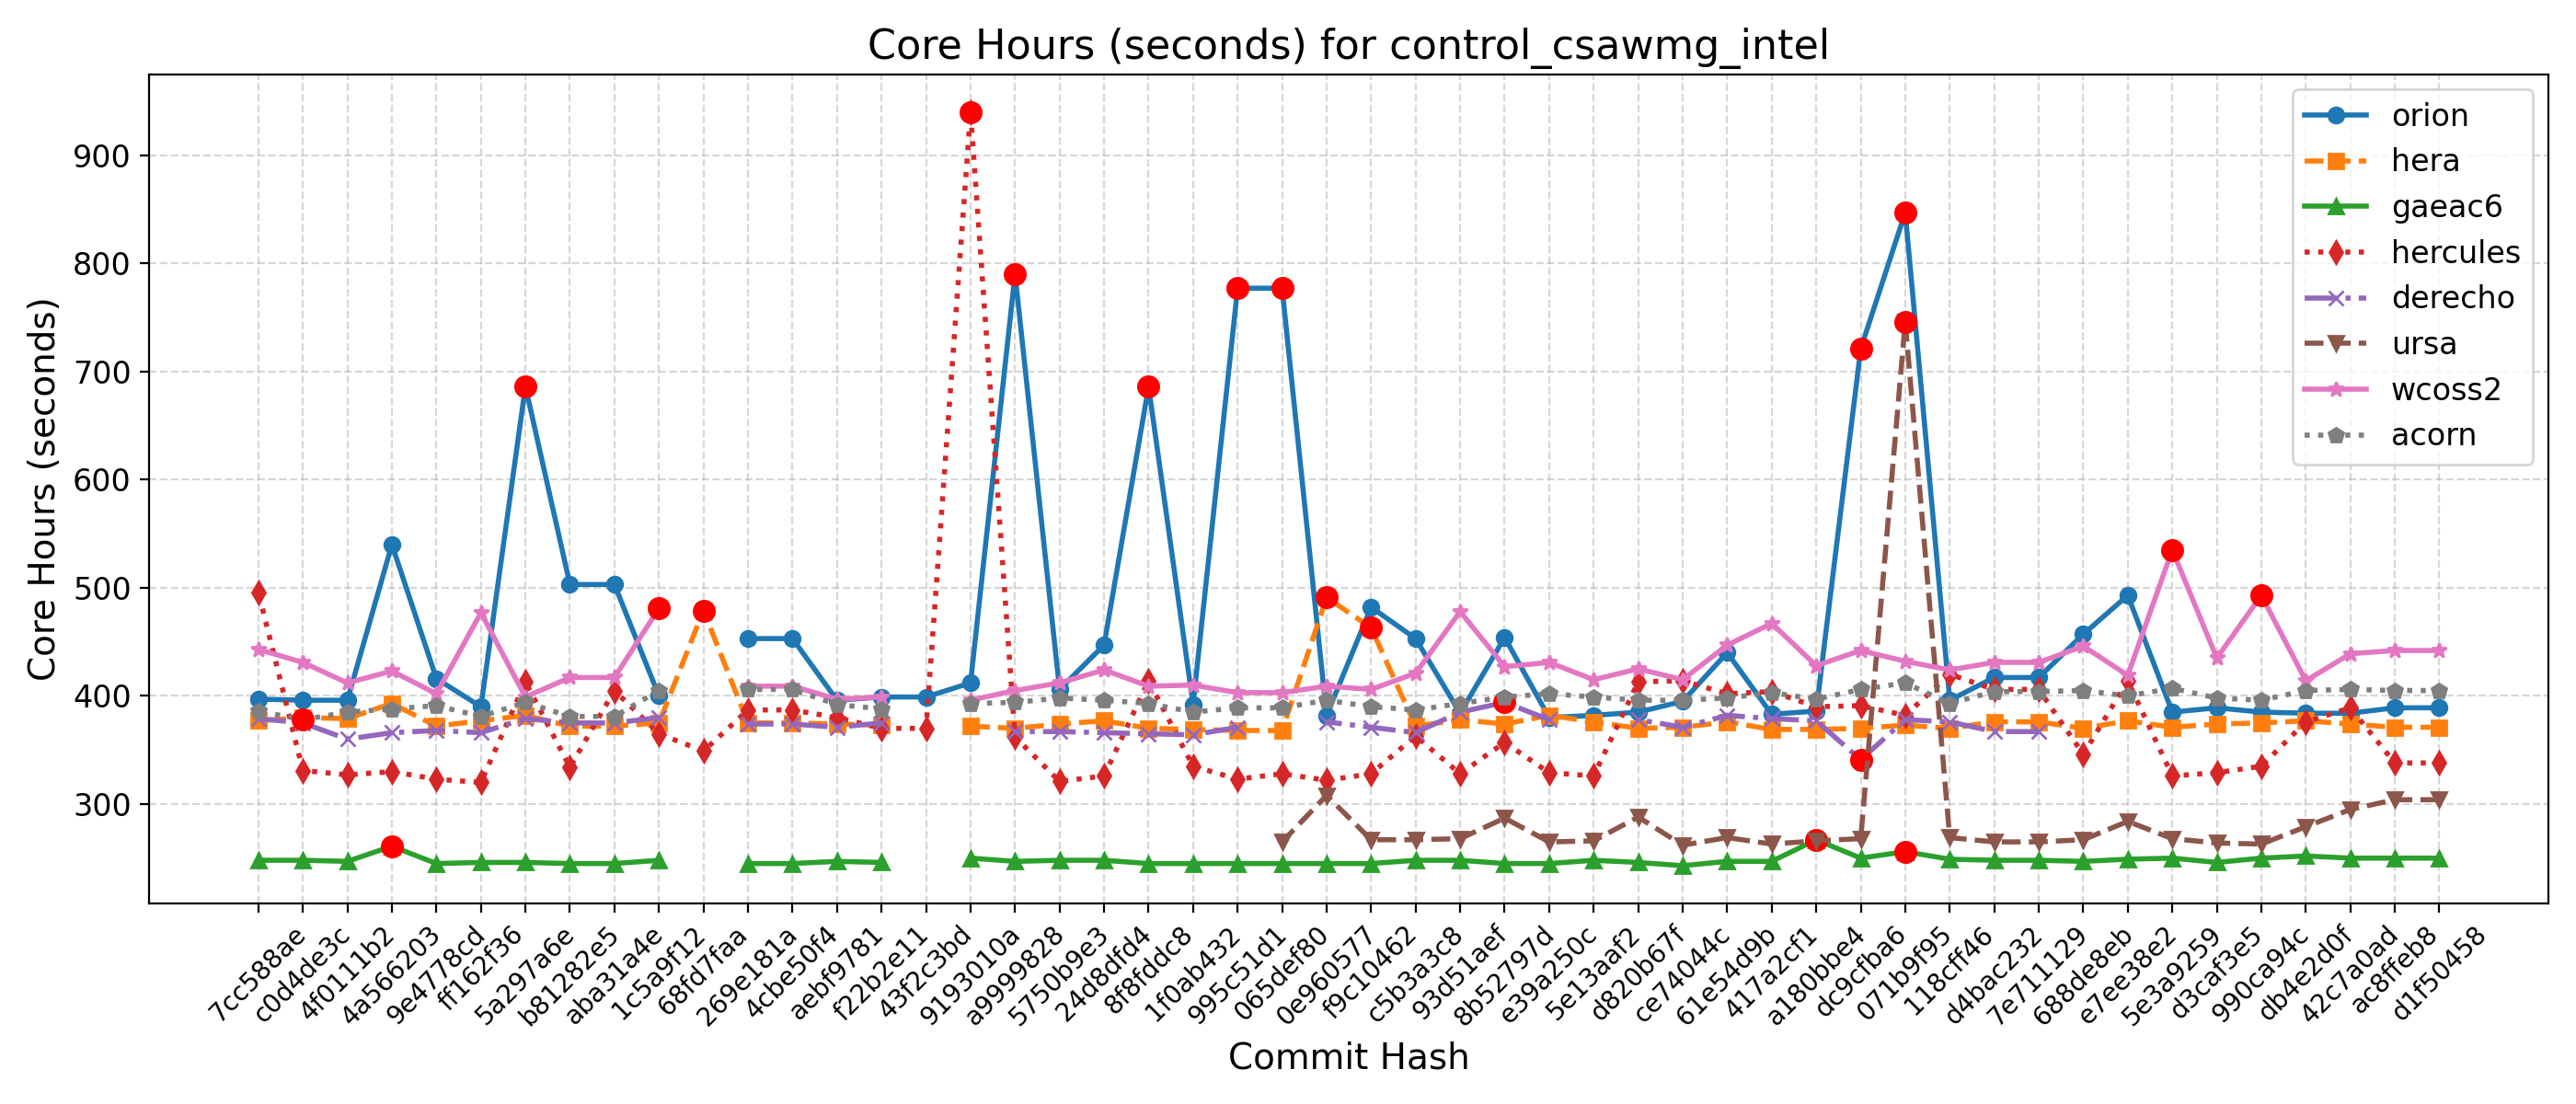 Core Hours (seconds) for control_csawmg_intel
Core Hours (seconds)
900
800
700
600
500
400
300
orion
hera
gaeac6
hercules
derecho
ursa
wcoss2
acorn
7cc588ae
c0d4de3c
4f0111b2
4a566203
9e4778cd
ff162f36
5a297a6e
b81282e5
aba31a4e
1c5a9f12
68fd7faa
269e181a
4cbe50f4
aebf9781
f22b2e11
43f2c3bd
9193010a
a9999828
5750b9e3
24d8dfd4
8f8fddc8
1f0ab432
995c51d1
065def80
0e960577
f9c10462
c5b3a3c8
93d51aef
8b52797d
e39a250c
5e13aaf2
d820b67f
ce74044c
61e54d9b
417a2cf1
a180bbe4
dc9cfba6
071b9f95
118cff46
d4bac232
7e711129
688de8eb
e7ee38e2
5e3a9259
d3caf3e5
990ca94c
db4e2d0f
42c7a0ad
ac8ffeb8
d1f50458
Commit Hash